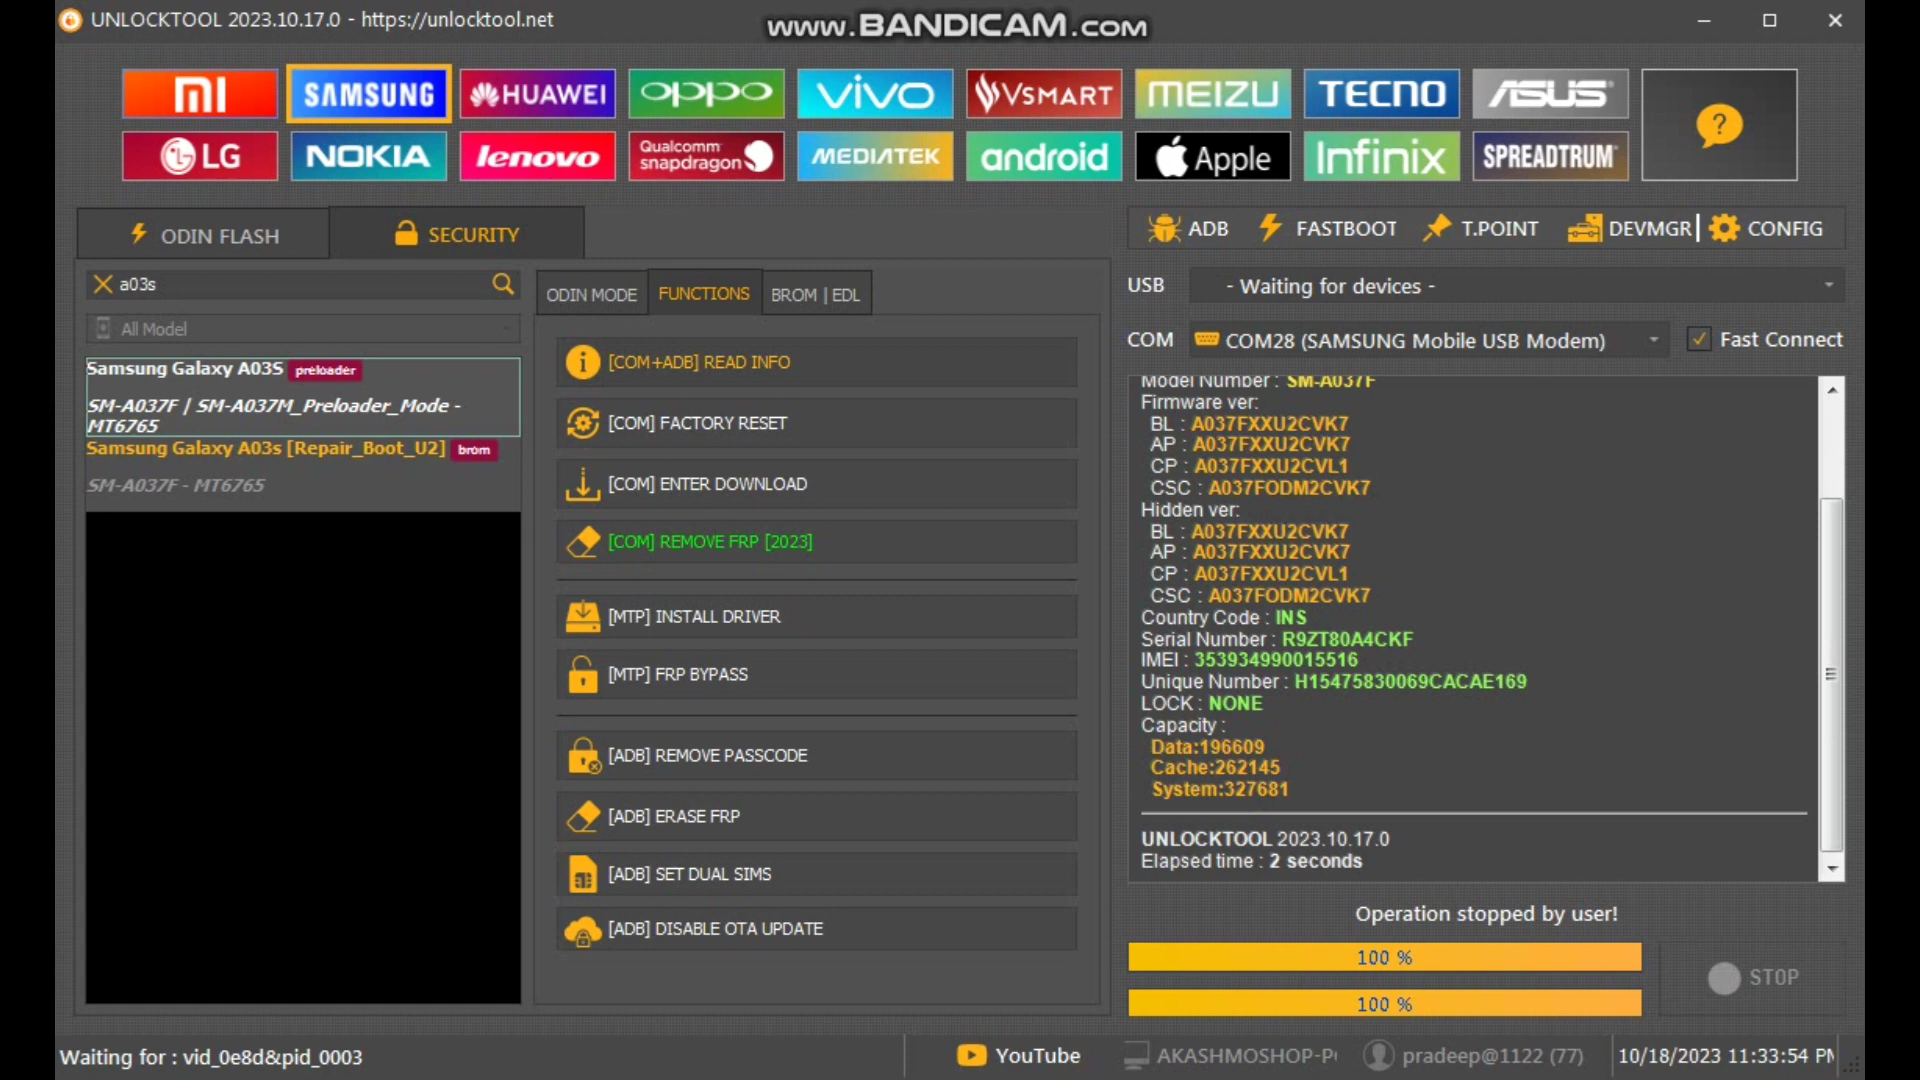 UNLOCKTOOL 2023.10.17.0 - https://unlocktool.net
www.BANDICAM.com
MI SAMSUNG HUAWEI oppo vivo VSMART MEIZU TECNO ASUS
LG NOKIA lenovo Qualcomm snapdragon MEDIATEK android Apple Infinix SPREADTRUM
?
ODIN FLASH
SECURITY
a03s
All Model
Samsung Galaxy A03S preloader
SM-A037F | SM-A037M_Preloader_Mode -
MT6765
Samsung Galaxy A03s [Repair_Boot_U2] brom
SM-A037F - MT6765
ODIN MODE
FUNCTIONS
BROM | EDL
[COM+ADB] READ INFO
[COM] FACTORY RESET
[COM] ENTER DOWNLOAD
[COM] REMOVE FRP [2023]
[MTP] INSTALL DRIVER
[MTP] FRP BYPASS
[ADB] REMOVE PASSCODE
[ADB] ERASE FRP
[ADB] SET DUAL SIMS
[ADB] DISABLE OTA UPDATE
ADB FASTBOOT T.POINT DEVMGR CONFIG
USB - Waiting for devices -
COM COM28 (SAMSUNG Mobile USB Modem) Fast Connect
Model Number : SM-A037F
Firmware ver:
BL : A037FXXU2CVK7
AP : A037FXXU2CVK7
CP : A037FXXU2CVL1
CSC : A037FODM2CVK7
Hidden ver:
BL : A037FXXU2CVK7
AP : A037FXXU2CVK7
CP : A037FXXU2CVL1
CSC : A037FODM2CVK7
Country Code : INS
Serial Number : R9ZT80A4CKF
IMEI : 353934990015516
Unique Number : H15475830069CACAE169
LOCK : NONE
Capacity :
Data:196609
Cache:262145
System:327681
UNLOCKTOOL 2023.10.17.0
Elapsed time : 2 seconds
Operation stopped by user!
100 %
100 %
STOP
Waiting for : vid_0e8d&pid_0003
YouTube
AKASHMOSHOP-P
pradeep@1122 (77)
10/18/2023 11:33:54 P